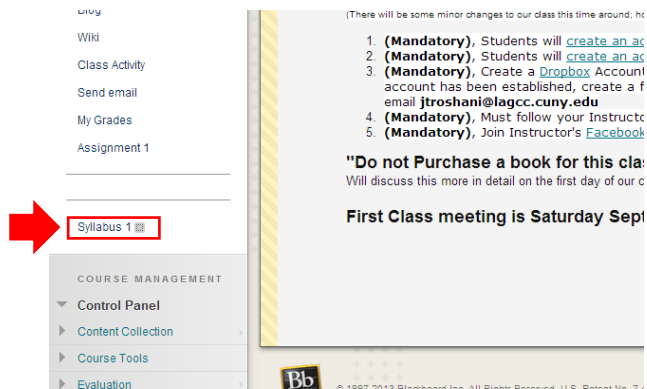 Blog
Wiki
Class Activity
Send email
My Grades
Assignment 1
Syllabus 1
COURSE MANAGEMENT
Control Panel
Content Collection
Course Tools
Evaluation
(There will be some minor changes to our class this time around;
1. (Mandatory), Students will create an
2. (Mandatory), Students will create an
3. (Mandatory), Create a Dropbox Account
account has been established, create a
email jtroshani@lagcc.cuny.edu
4. (Mandatory), Must follow your
5. (Mandatory), Join Instructor's Facebook
"Do not Purchase a book for this
Will discuss this more in detail on the first day of our
First Class meeting is Saturday
Bb
© 1997-2013 Blackboard Inc. All Rights Reserved. U.S. Patent No. 7